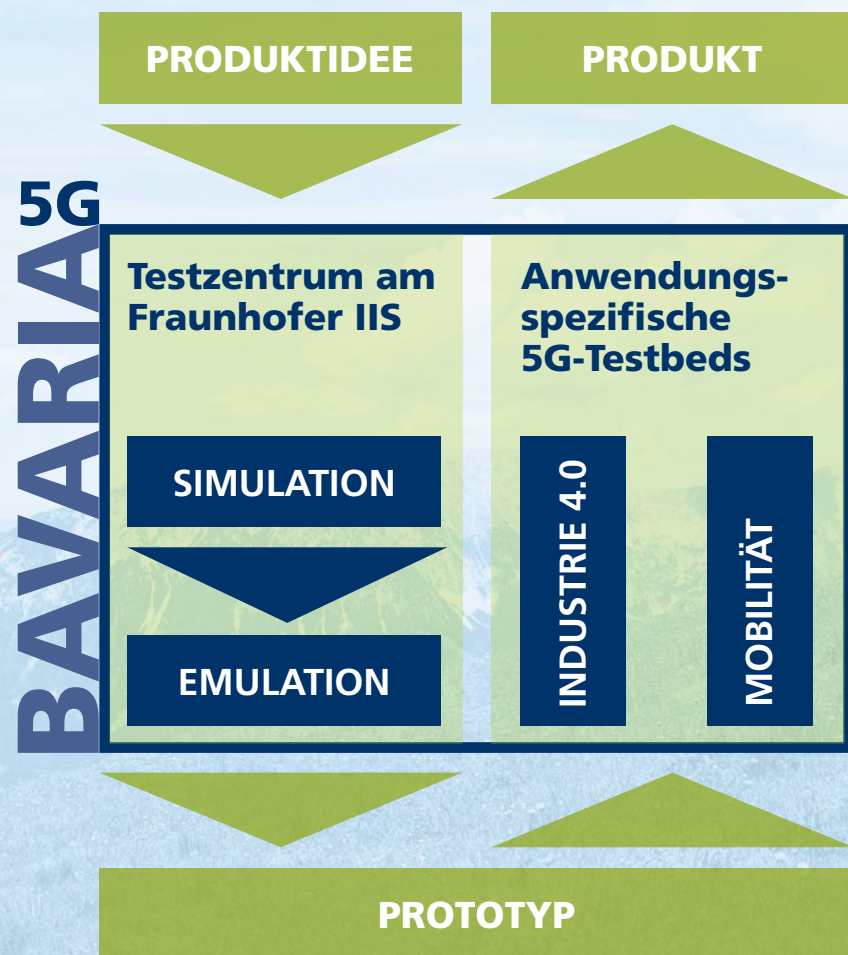 PRODUKTIDEE
PRODUKT
5G
BAVARIA
Testzentrum am
Fraunhofer IIS
SIMULATION
EMULATION
Anwendungs-
spezifische
5G-Testbeds
INDUSTRIE 4.0
MOBILITÄT
PROTOTYP